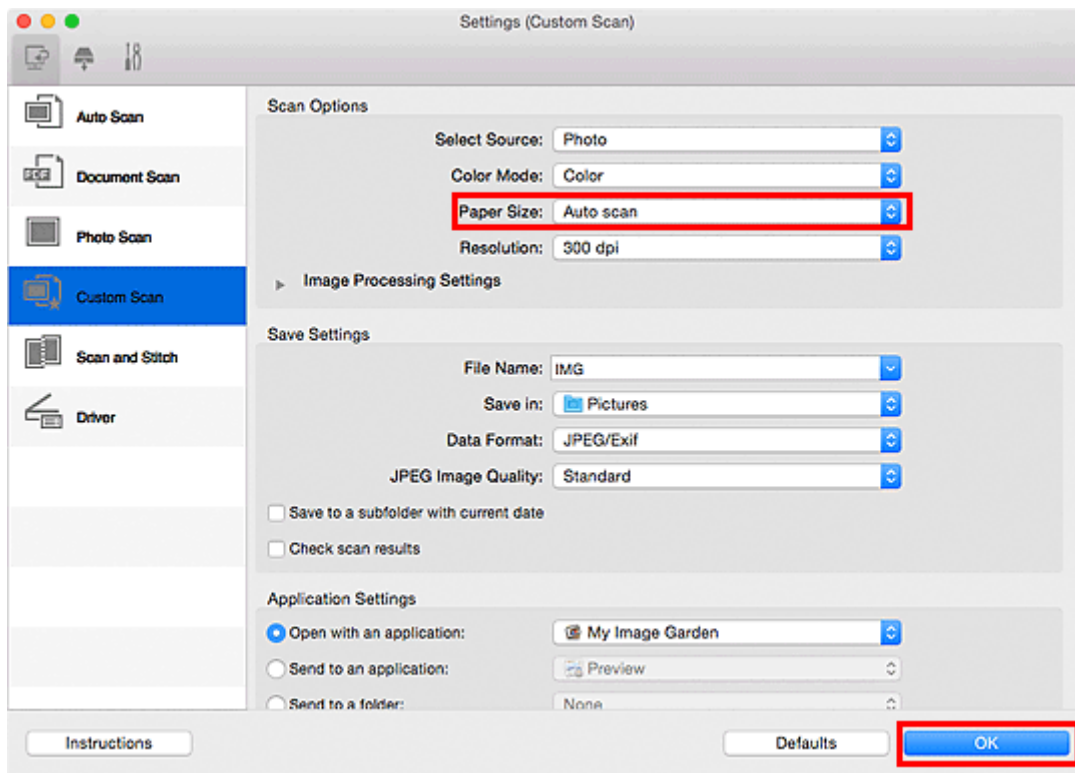 Settings (Custom Scan)
Auto Scan
Document Scan
Photo Scan
Custom Scan
Scan and Stitch
Driver
Scan Options
Select Source: Photo
Color Mode: Color
Paper Size: Auto scan
Resolution: 300 dpi
Image Processing Settings
Save Settings
File Name: IMG
Save in: Pictures
Data Format: JPEG/Exif
JPEG Image Quality: Standard
Save to a subfolder with current date
Check scan results
Application Settings
Open with an application: My Image Garden
Send to an application: Preview
Send to a folder: None
Instructions
Defaults
OK